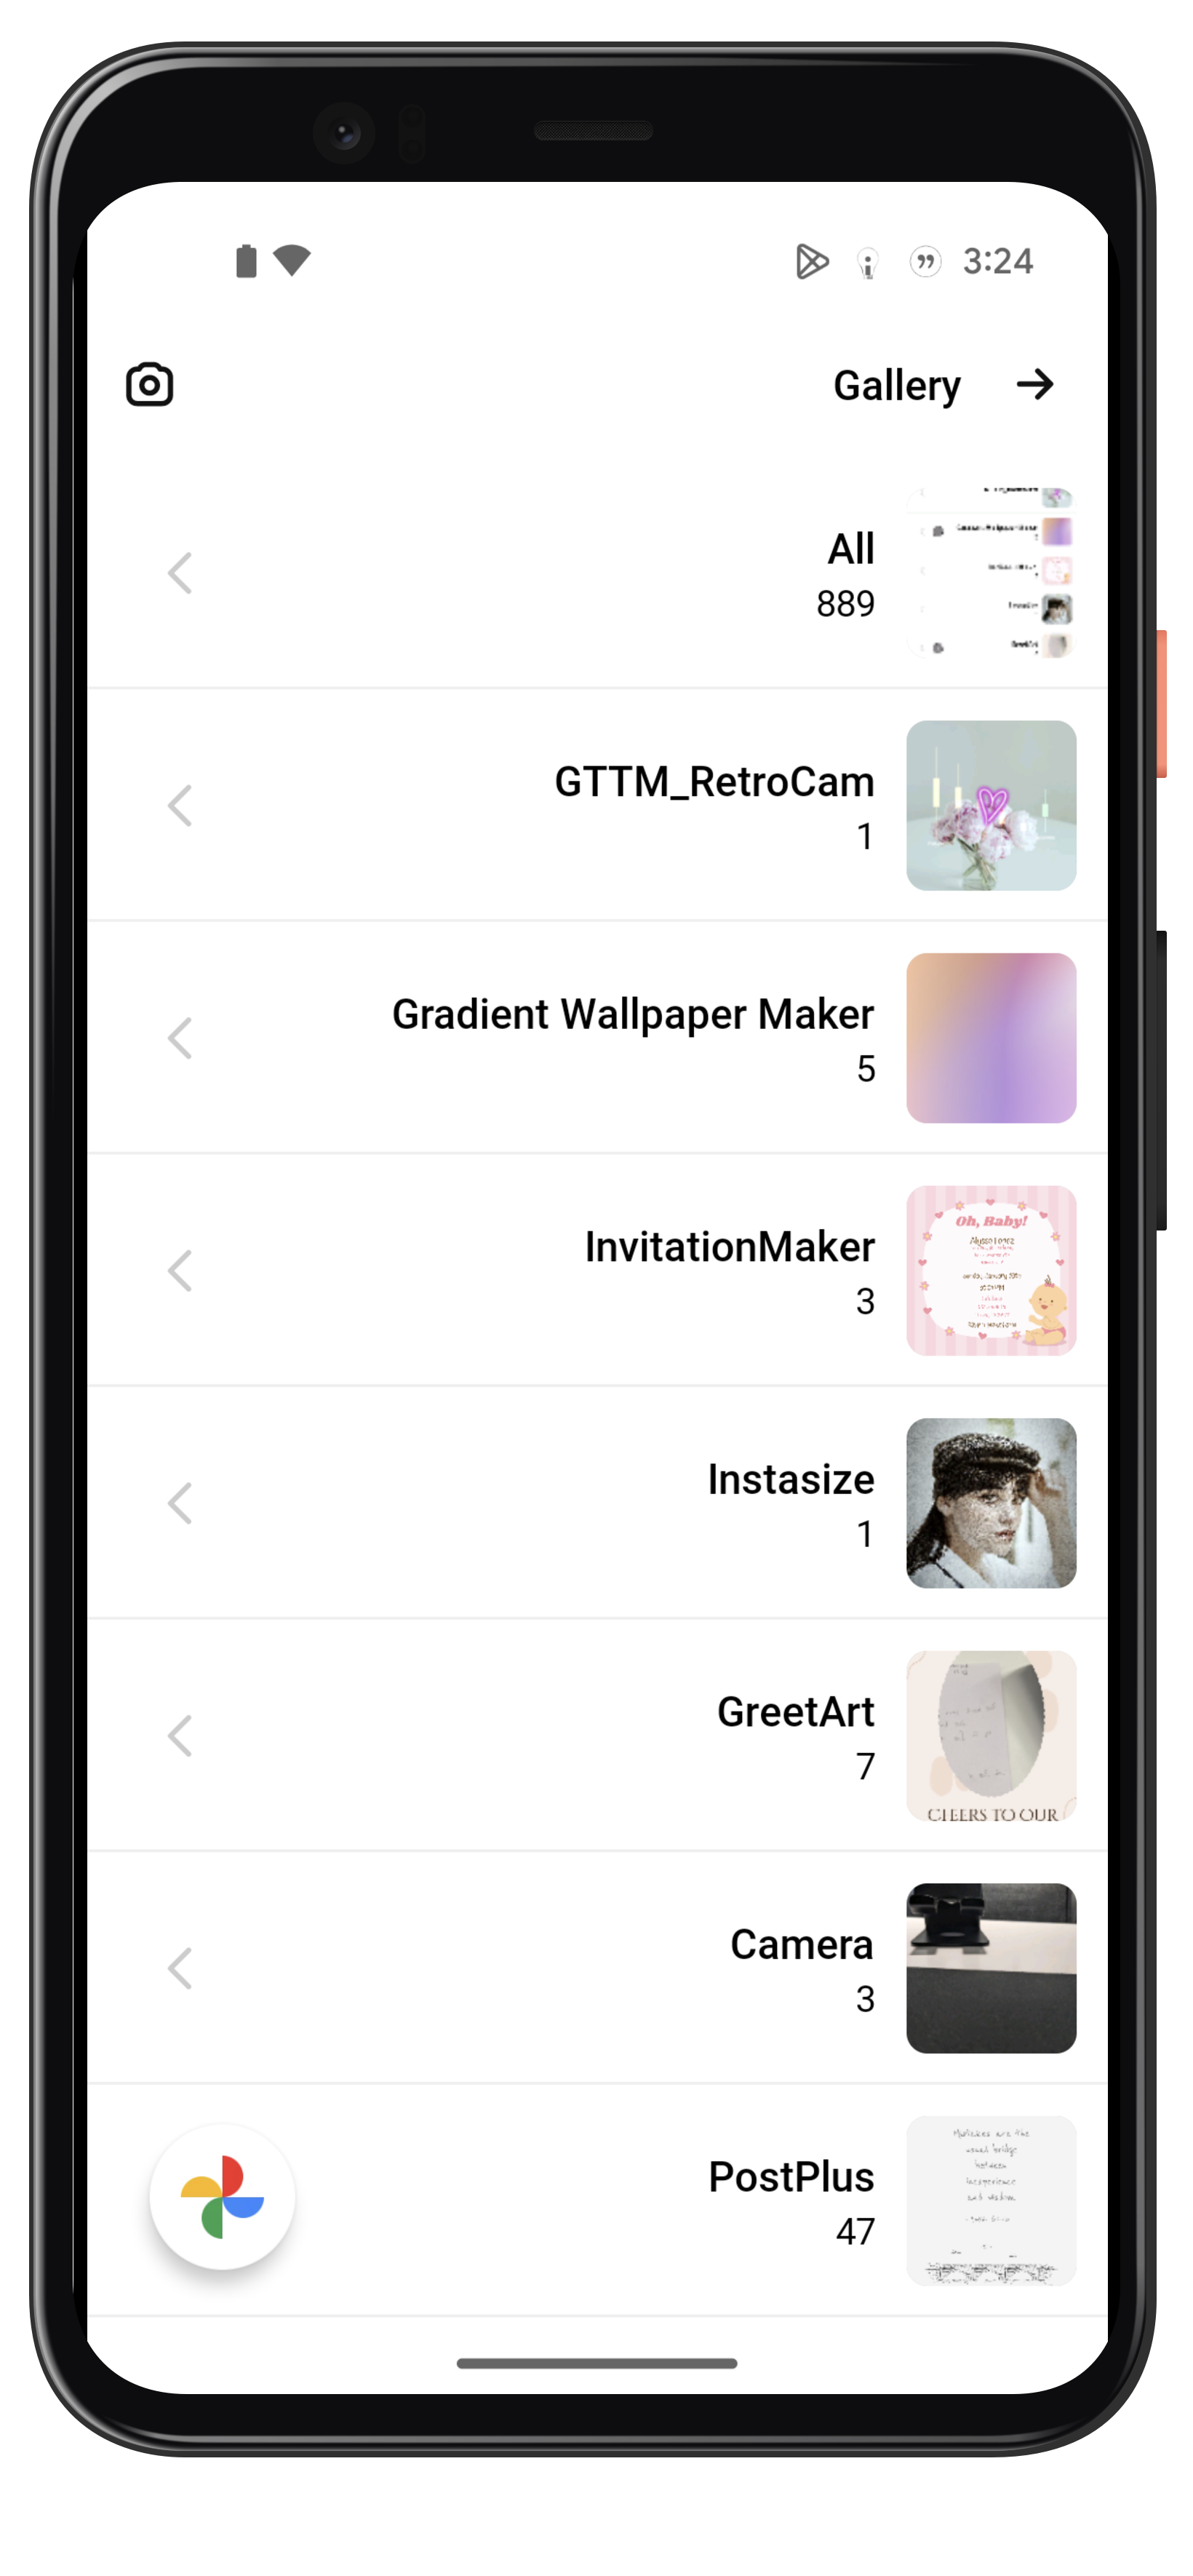 3:24
Gallery
All
889
GTTM_RetroCam
1
Gradient Wallpaper Maker
5
InvitationMaker
3
Oh, Baby!
Instasize
1
GreetArt
7
CHEERS TO OUR
Camera
3
PostPlus
47